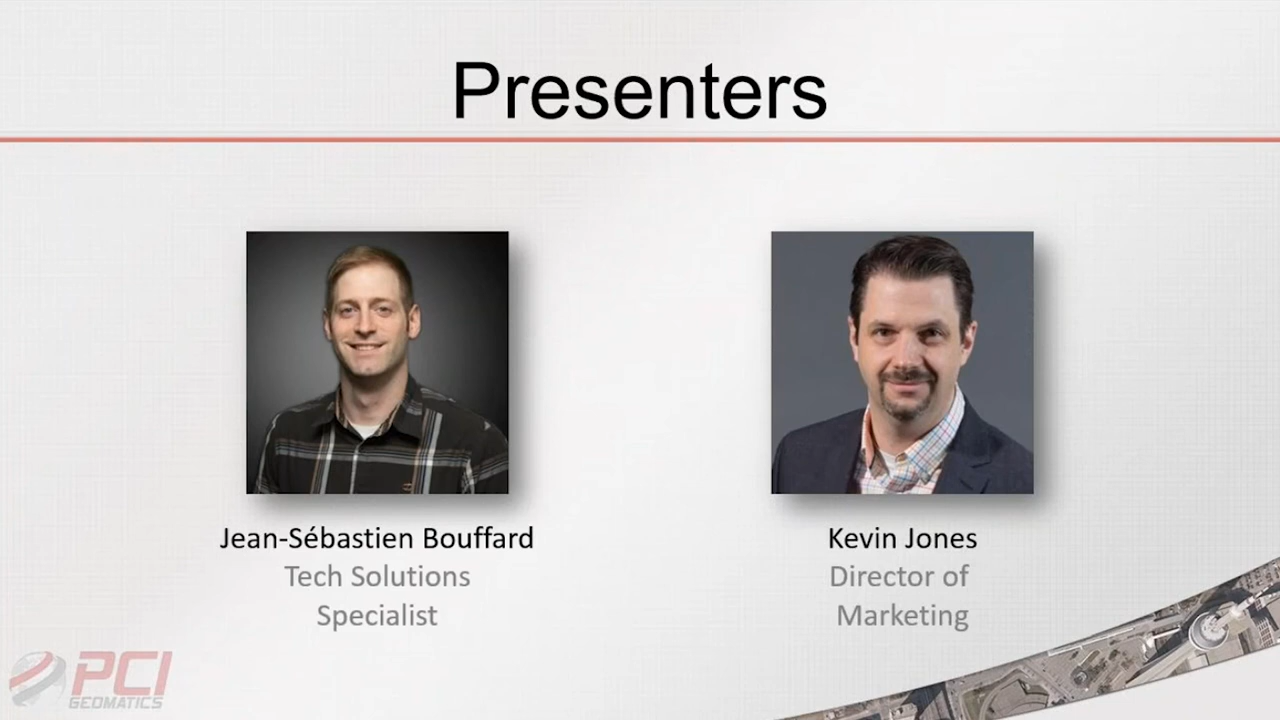 Presenters
Jean-Sébastien Bouffard
Tech Solutions
Specialist
Kevin Jones
Director of
Marketing
PCI
GEOMATICS